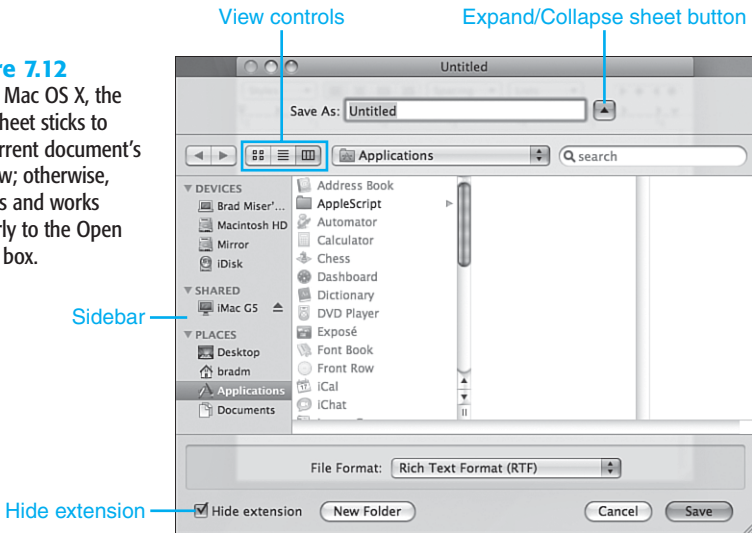 View controls
Expand/Collapse sheet button
re 7.12
Mac OS X, the
heet sticks to
rrent document's
w; otherwise,
s and works
rly to the Open
box.
Untitled
Save As: Untitled
Applications
search
DEVICES
Brad Miser'...
Macintosh HD
Mirror
iDisk
SHARED
iMac G5
PLACES
Desktop
bradm
Applications
Documents
Address Book
AppleScript
Automator
Calculator
Chess
Dashboard
Dictionary
DVD Player
Exposé
Font Book
Front Row
iCal
iChat
Sidebar
File Format: Rich Text Format (RTF)
Hide extension
Hide extension
New Folder
Cancel
Save